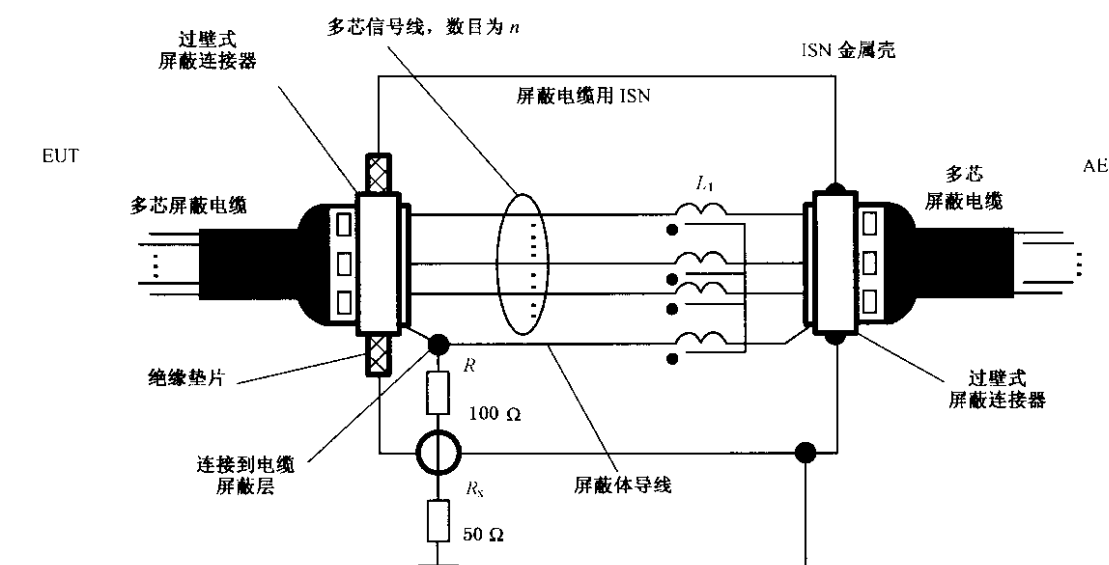 多芯信号线，数目为 n
过壁式
屏蔽连接器
ISN 金属壳
屏蔽电缆用 ISN
EUT
AE
多芯屏蔽电缆
L1
多芯
屏蔽电缆
绝缘垫片
R
100 Ω
过壁式
屏蔽连接器
连接到电缆
屏蔽层
Rx
50 Ω
屏蔽体导线